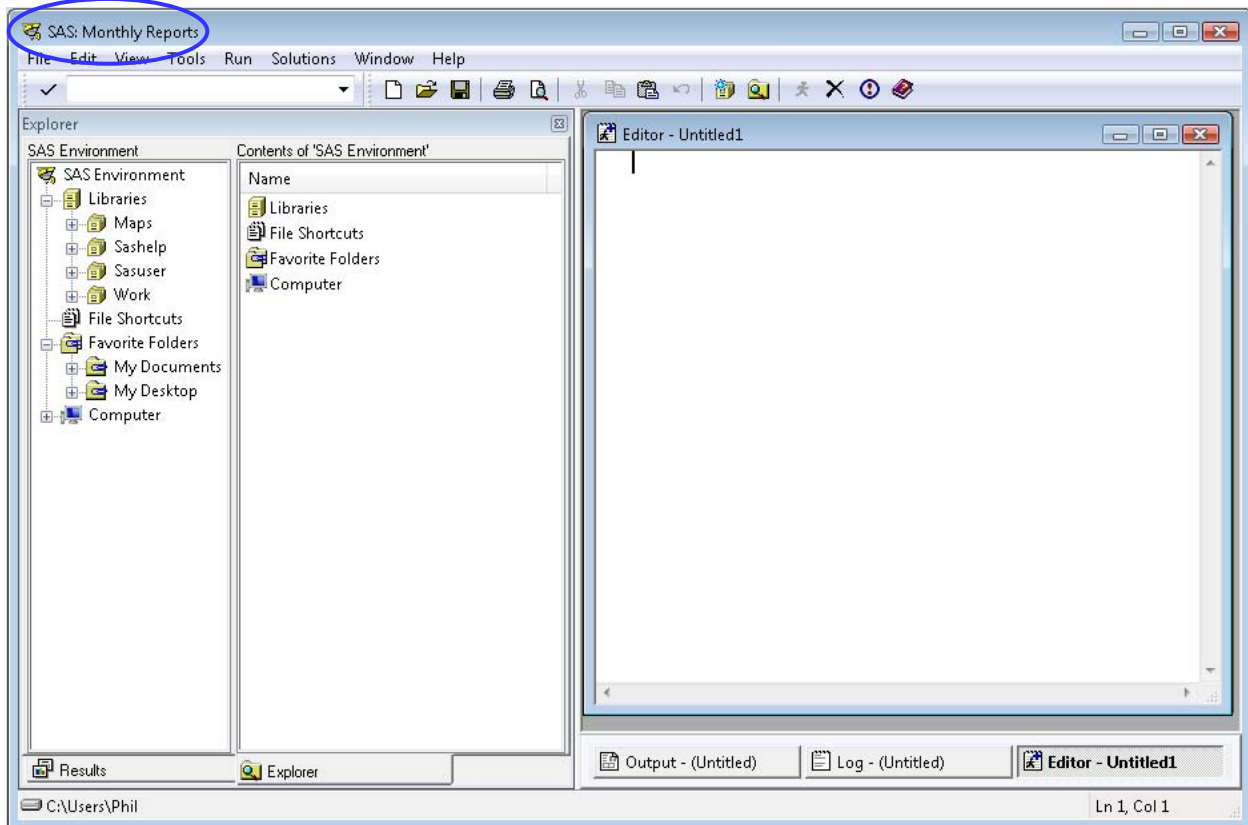 SAS: Monthly Reports
File Edit View Tools Run Solutions Window Help
Explorer
SAS Environment
SAS Environment
Libraries
Maps
Sashelp
Sasuser
Work
File Shortcuts
Favorite Folders
My Documents
My Desktop
Computer
Contents of 'SAS Environment'
Name
Libraries
File Shortcuts
Favorite Folders
Computer
Results
Explorer
Editor - Untitled1
Output - (Untitled)
Log - (Untitled)
Editor - Untitled1
C:\Users\Phil
Ln 1, Col 1